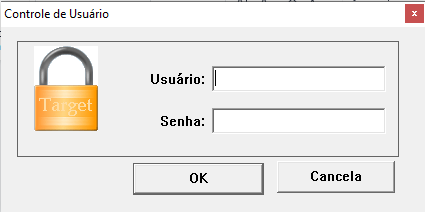 Controle de Usuário
x
Target
Usuário:
Senha:
OK
Cancela